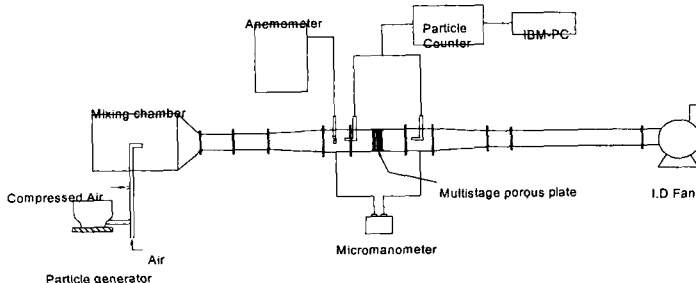 Anemometer
Particle
Counter
IBM-PC
Mixing chamber
Compressed Air
Multistage porous plate
I.D Fan
Micromanometer
Air
Particle generator